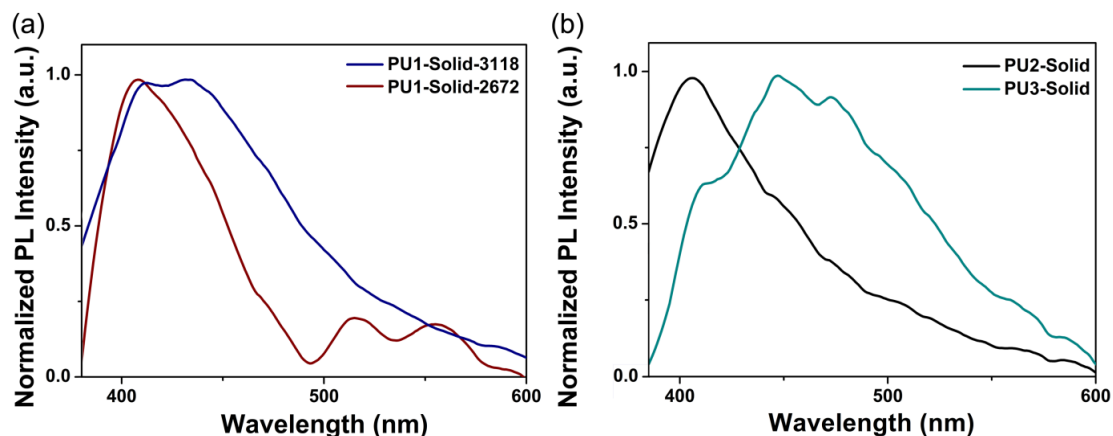 (a)
Normalized PL Intensity (a.u.)
1.0
0.5
0.0
PU1-Solid-3118
PU1-Solid-2672
400
500
600
Wavelength (nm)
(b)
Normalized PL Intensity (a.u.)
1.0
0.5
0.0
PU2-Solid
PU3-Solid
400
500
600
Wavelength (nm)